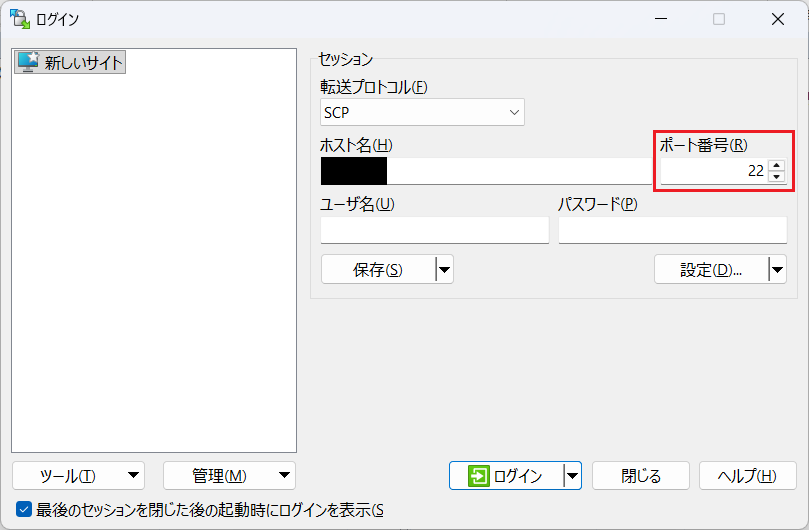 ログイン
新しいサイト
セッション
転送プロトコル(F)
SCP
ホスト名(H)
ポート番号(R)
22
ユーザ名(U)
パスワード(P)
保存(S)
設定(D)...
ツール(T)
管理(M)
ログイン
閉じる
ヘルプ(H)
最後のセッションを閉じた後の起動時にログインを表示(S